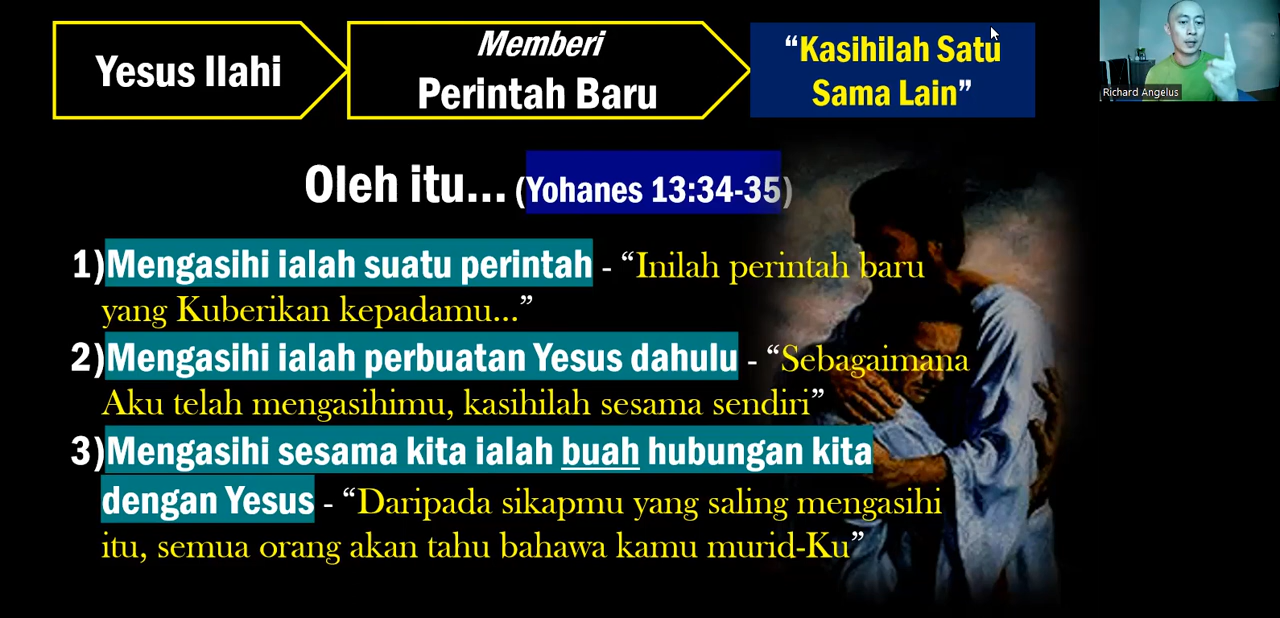 Yesus Ilahi
Memberi
Perintah Baru
“Kasihilah Satu
Sama Lain”
Richard Angelus
Oleh itu... (Yohanes 13:34-35)
1)Mengasihi ialah suatu perintah - “Inilah perintah baru
yang Kuberikan kepadamu...”
2)Mengasihi ialah perbuatan Yesus dahulu - “Sebagaimana
Aku telah mengasihimu, kasihilah sesama sendiri”
3)Mengasihi sesama kita ialah buah hubungan kita
dengan Yesus - “Daripada sikapmu yang saling mengasihi
itu, semua orang akan tahu bahawa kamu murid-Ku”